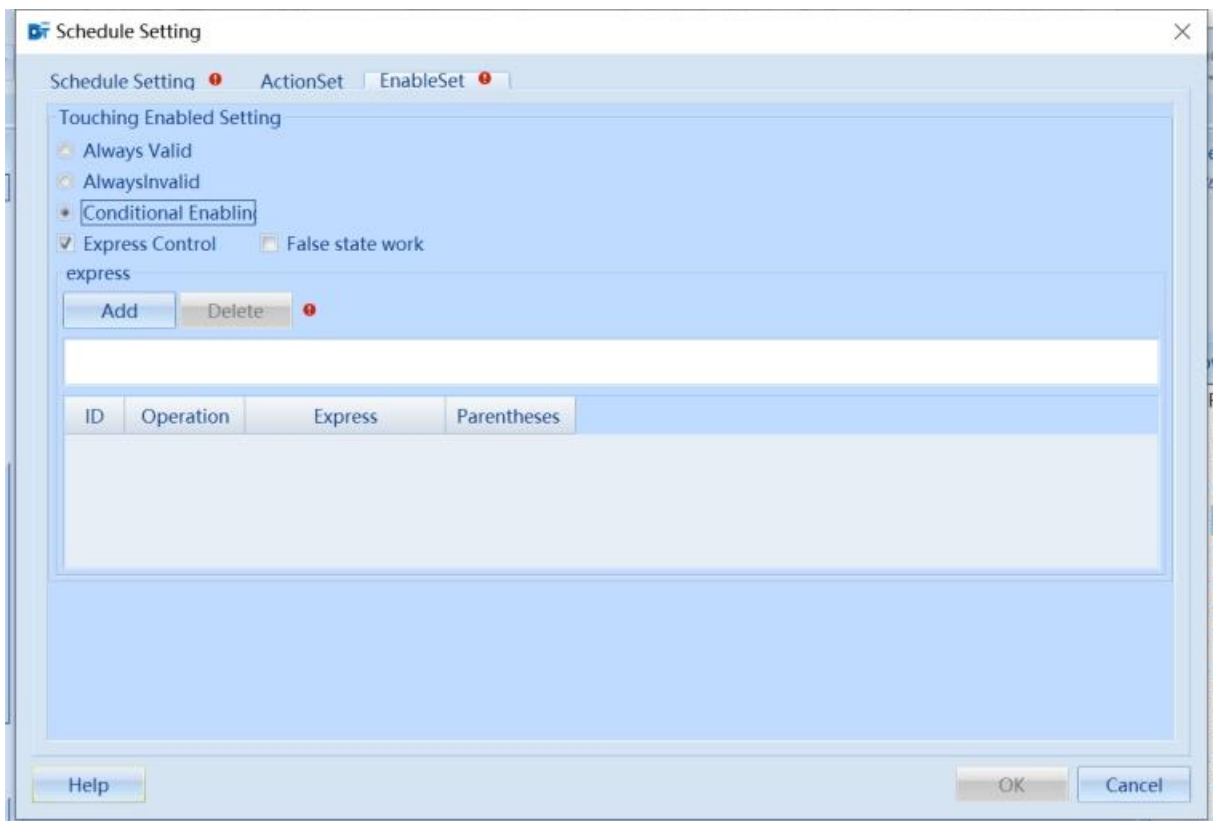 DT Schedule Setting
Schedule Setting ActionSet EnableSet
Touching Enabled Setting
Always Valid
AlwaysInvalid
Conditional Enablin
Express Control False state work
express
Add Delete
ID Operation Express Parentheses
Help OK Cancel